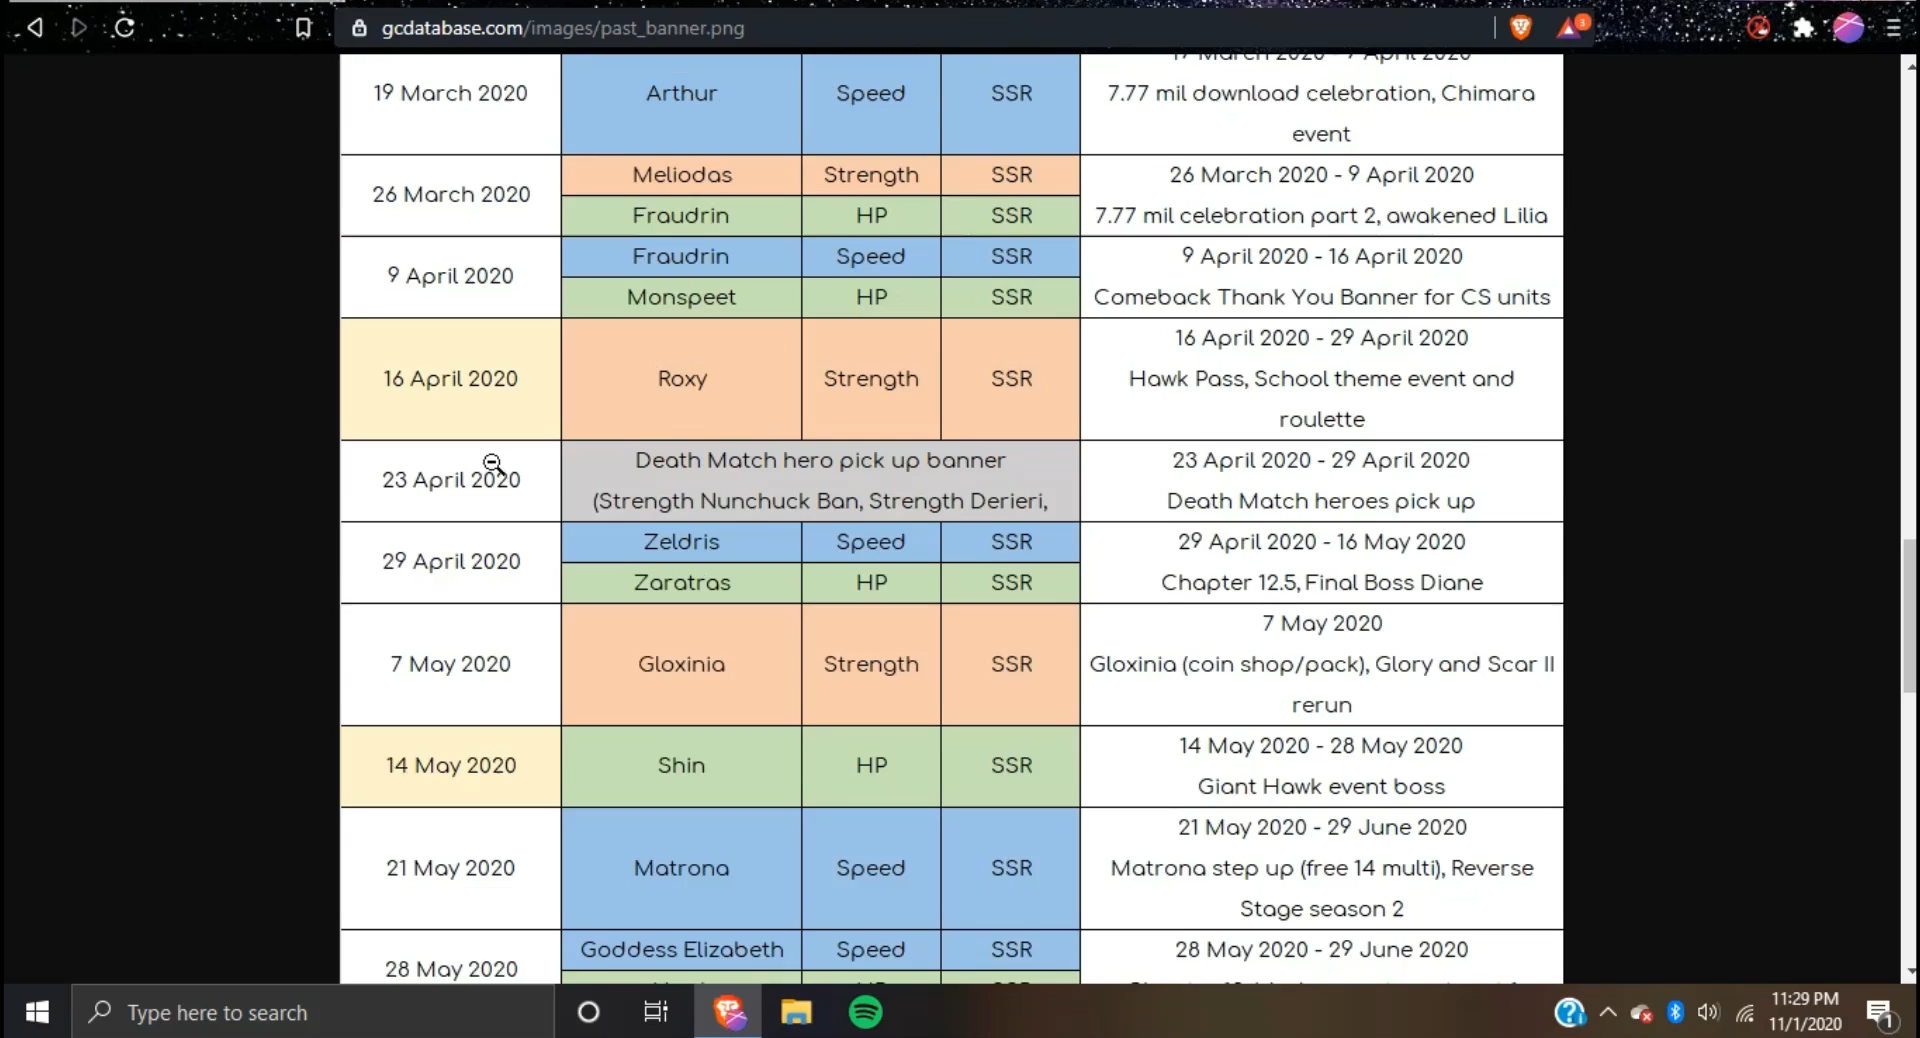 gcdatabase.com/images/past_banner.png
3
17 March 2020 - 7 April 2020
19 March 2020 Arthur Speed SSR 7.77 mil download celebration, Chimara
event
26 March 2020
Meliodas Strength SSR 26 March 2020 - 9 April 2020
Fraudrin HP SSR 7.77 mil celebration part 2, awakened Lilia
9 April 2020
Fraudrin Speed SSR 9 April 2020 - 16 April 2020
Monspeet HP SSR Comeback Thank You Banner for CS units
16 April 2020 - 29 April 2020
16 April 2020 Roxy Strength SSR Hawk Pass, School theme event and
roulette
23 April 2020
Death Match hero pick up banner 23 April 2020 - 29 April 2020
(Strength Nunchuck Ban, Strength Derieri, Death Match heroes pick up
29 April 2020
Zeldris Speed SSR 29 April 2020 - 16 May 2020
Zaratras HP SSR Chapter 12.5, Final Boss Diane
7 May 2020
7 May 2020 Gloxinia Strength SSR Gloxinia (coin shop/pack), Glory and Scar II
rerun
14 May 2020 Shin HP SSR
14 May 2020 - 28 May 2020
Giant Hawk event boss
21 May 2020 - 29 June 2020
21 May 2020 Matrona Speed SSR Matrona step up (free 14 multi), Reverse
Stage season 2
28 May 2020
Goddess Elizabeth Speed SSR 28 May 2020 - 29 June 2020
Type here to search
11:29 PM
11/1/2020
1